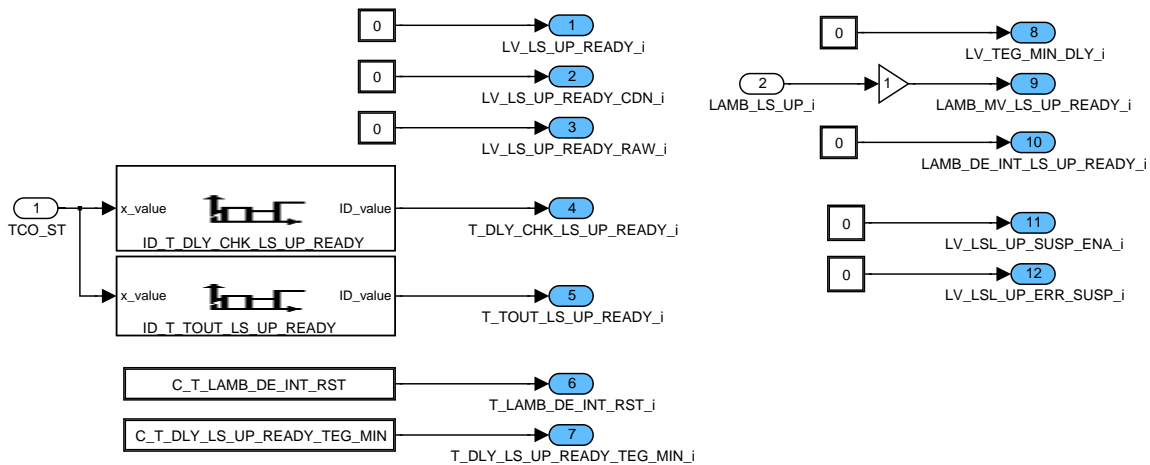 0
1
LV_LS_UP_READY_i
0
2
LV_LS_UP_READY_CDN_i
0
3
LV_LS_UP_READY_RAW_i
1
TCO_ST
x_value
ID_value
ID_T_DLY_CHK_LS_UP_READY
4
T_DLY_CHK_LS_UP_READY_i
x_value
ID_value
ID_T_TOUT_LS_UP_READY
5
T_TOUT_LS_UP_READY_i
C_T_LAMB_DE_INT_RST
6
T_LAMB_DE_INT_RST_i
C_T_DLY_LS_UP_READY_TEG_MIN
7
T_DLY_LS_UP_READY_TEG_MIN_i
0
8
LV_TEG_MIN_DLY_i
2
LAMB_LS_UP_i
1
9
LAMB_MV_LS_UP_READY_i
0
10
LAMB_DE_INT_LS_UP_READY_i
0
11
LV_LSL_UP_SUSP_ENA_i
0
12
LV_LSL_UP_ERR_SUSP_i